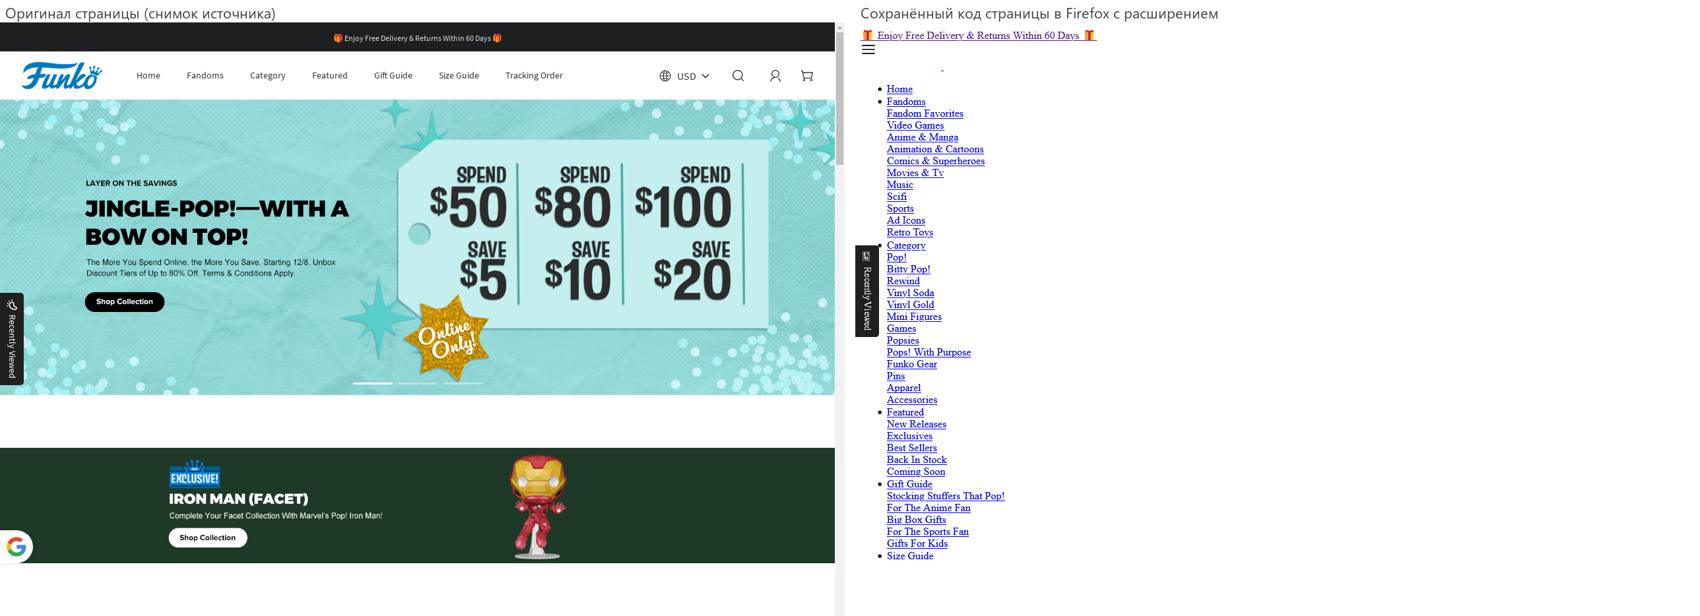 Оригинал страницы (снимок источника)
🎁 Enjoy Free Delivery & Returns Within 60 Days 🎁
Funko
Home Fandoms Category Featured Gift Guide Size Guide Tracking Order
USD
LAYER ON THE SAVINGS
JINGLE-POP!—WITH A
BOW ON TOP!
The More You Spend Online, the More You Save, Starting 12/8. Unbox
Discount Tiers of Up to 80% Off. Terms & Conditions Apply.
Shop Collection
SPEND SPEND SPEND
$50 $80 $100
SAVE SAVE SAVE
$5 $10 $20
Online
Only!
Recently Viewed
EXCLUSIVE!
IRON MAN (FACET)
Complete Your Facet Collection With Marvel's Pop! Iron Man!
Shop Collection
G
Сохранённый код страницы в Firefox с расширением
🎁 Enjoy Free Delivery & Returns Within 60 Days 🎁
Home
Fandoms
Fandom Favorites
Video Games
Anime & Manga
Animation & Cartoons
Comics & Superheroes
Movies & Tv
Music
Scifi
Sports
Ad Icons
Retro Toys
Category
Pop!
Bitty Pop!
Rewind
Vinyl Soda
Vinyl Gold
Mini Figures
Games
Popsies
Pops! With Purpose
Funko Gear
Pins
Apparel
Accessories
Featured
New Releases
Exclusives
Best Sellers
Back In Stock
Coming Soon
Gift Guide
Stocking Stuffers That Pop!
For The Anime Fan
Big Box Gifts
For The Sports Fan
Gifts For Kids
Size Guide
Recently Viewed